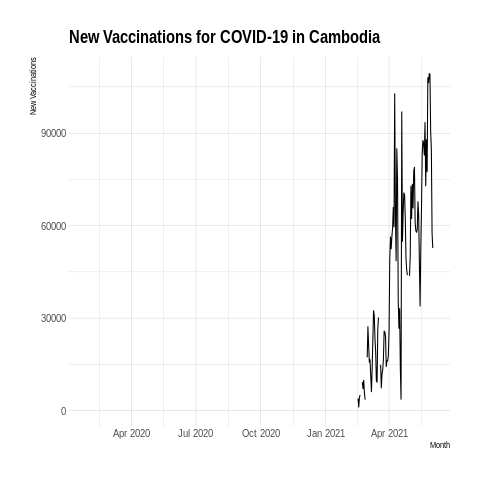 New Vaccinations for COVID-19 in Cambodia
New Vaccinations
90000
60000
30000
0
Apr 2020 Jul 2020 Oct 2020 Jan 2021 Apr 2021
Month